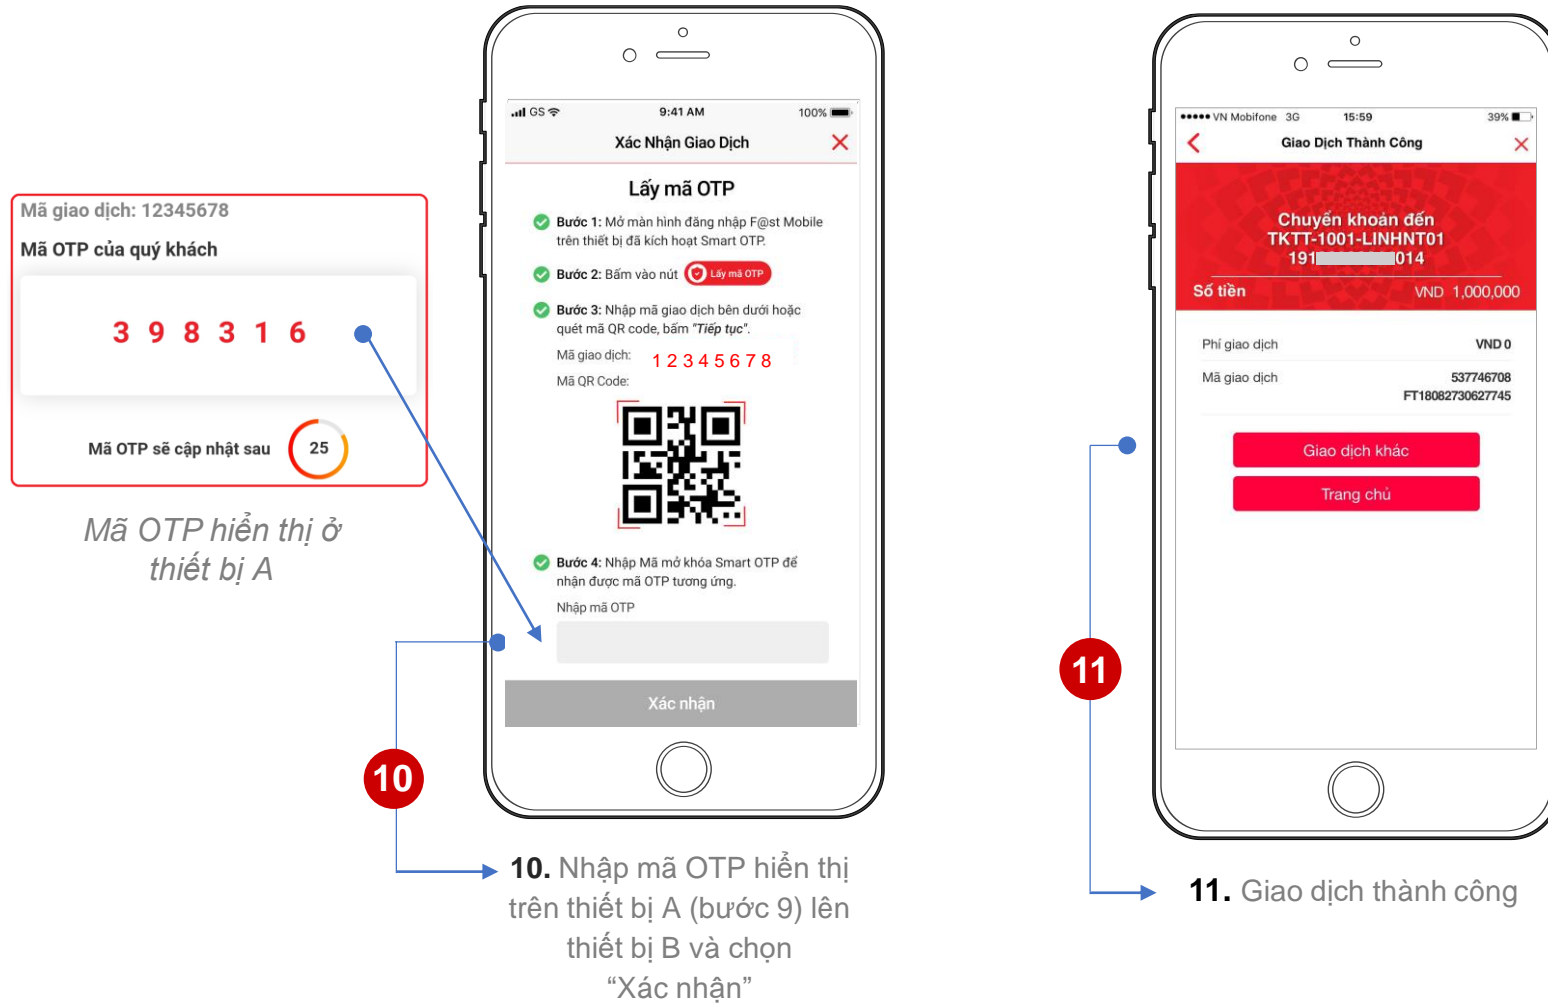 Mã giao dịch: 12345678
Mã OTP của quý khách
3 9 8 3 1 6
Mã OTP sẽ cập nhật sau 25
Mã OTP hiển thị ở
thiết bị A
GS 9:41 AM 100%
Xác Nhận Giao Dịch
Lấy mã OTP
Bước 1: Mở màn hình đăng nhập F@st Mobile
trên thiết bị đã kích hoạt Smart OTP.
Bước 2: Bấm vào nút Lấy mã OTP
Bước 3: Nhập mã giao dịch bên dưới hoặc
quét mã QR code, bấm "Tiếp tục".
Mã giao dịch: 1 2 3 4 5 6 7 8
Mã QR Code:
Bước 4: Nhập Mã mở khóa Smart OTP để
nhận được mã OTP tương ứng.
Nhập mã OTP
Xác nhận
10
10. Nhập mã OTP hiển thị
trên thiết bị A (bước 9) lên
thiết bị B và chọn
“Xác nhận”
VN Mobifone 3G 15:59 39%
Giao Dịch Thành Công
Chuyển khoản đến
TKTT-1001-LINHNT01
191 014
Số tiền VND 1,000,000
Phí giao dịch VND 0
Mã giao dịch 537746708
FT18082730627745
Giao dịch khác
Trang chủ
11
11. Giao dịch thành công